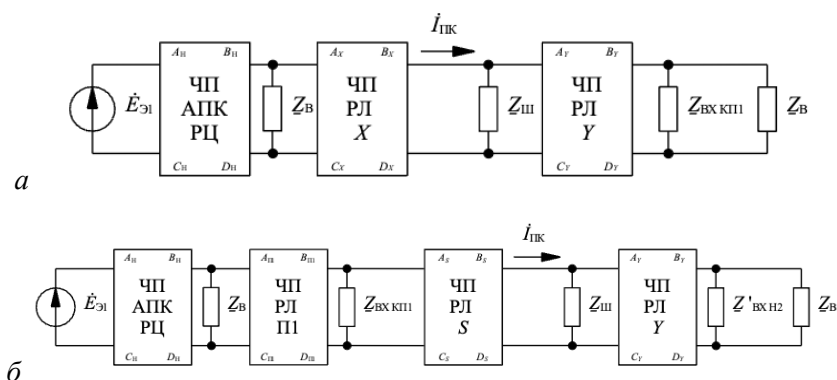 İПК
AН BН AX BX AY BY
ЧП АПК РЦ
ЧП РЛ X
ЧП РЛ Y
ĖЭ1 ZВ ZШ ZВХ КП1 ZВ
CН DН CX DX CY DY
а
İПК
AН BН AП1 BП1 AS BS AY BY
ЧП АПК РЦ
ЧП РЛ П1
ЧП РЛ S
ЧП РЛ Y
ĖЭ1 ZВ ZВХ КП1 ZШ Z'ВХ Н2 ZВ
CН DН CП1 DП1 CS DS CY DY
б